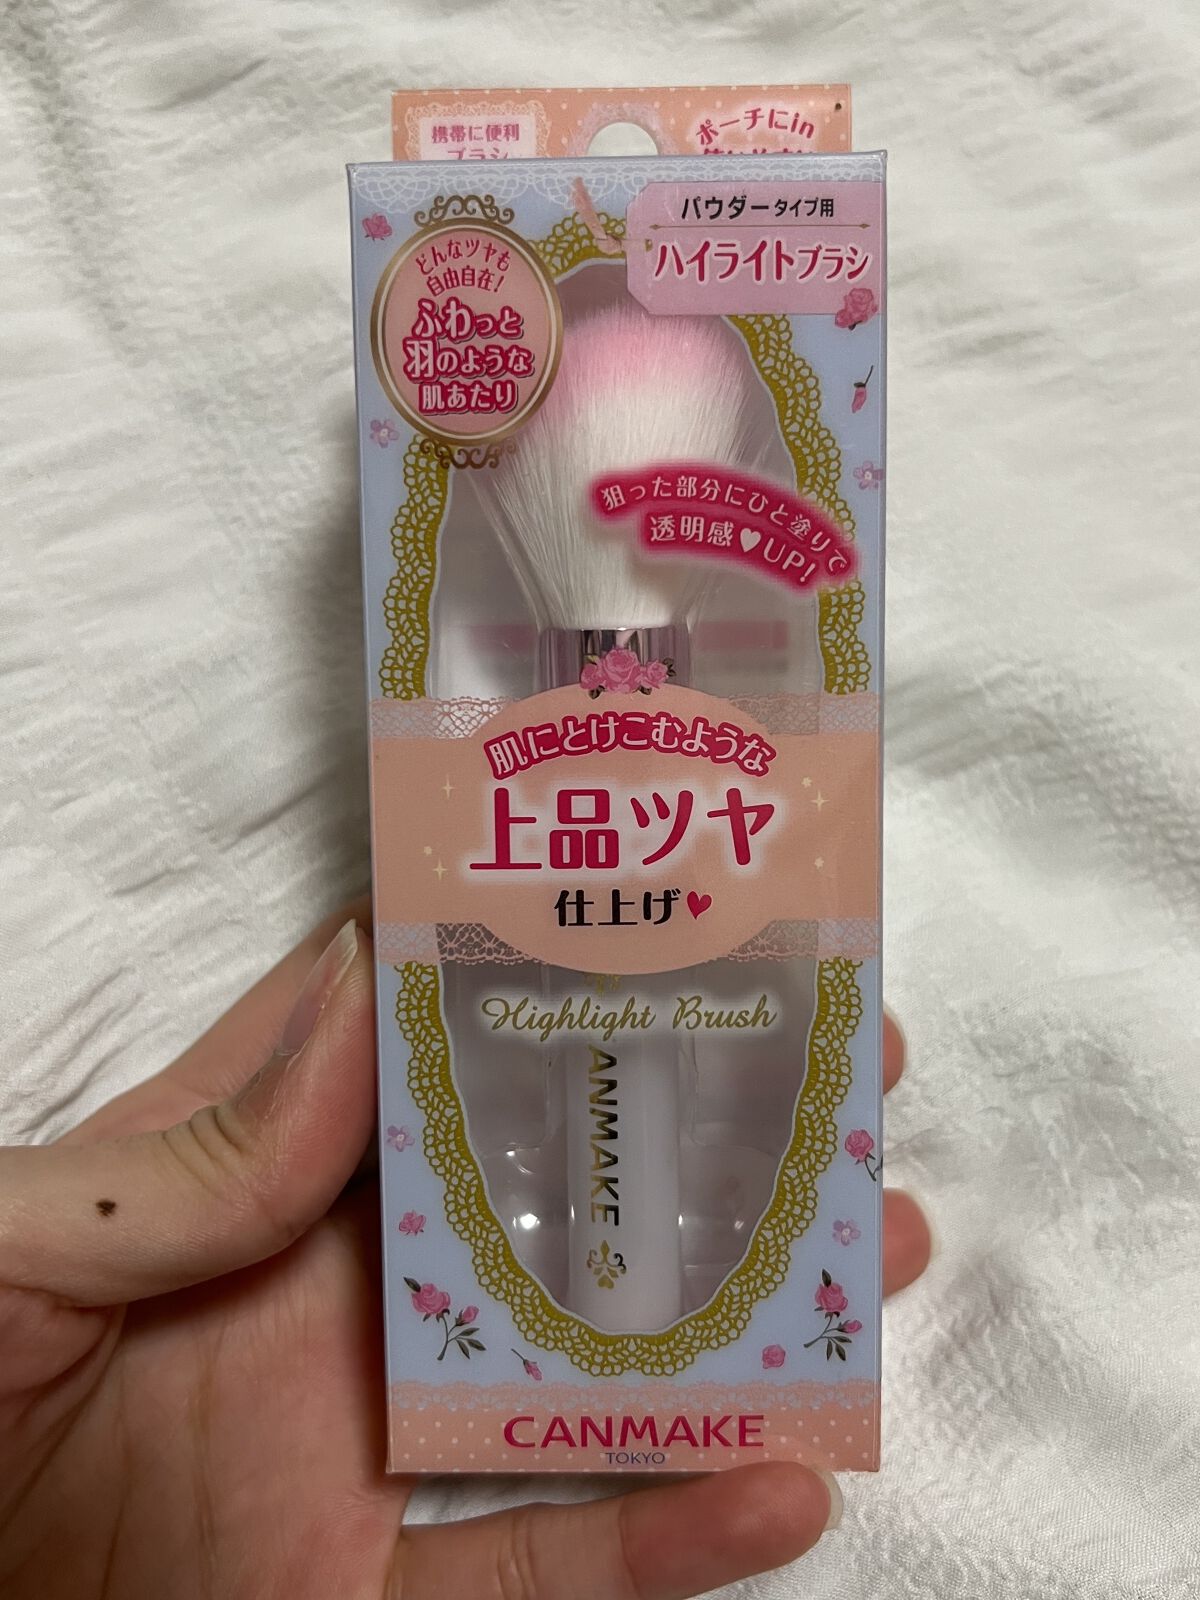 携帯に便利
ブラシ
ポーチにin
パウダータイプ用
ハイライトブラシ
どんなツヤも
自由自在!
ふわっと
羽のような
肌あたり
狙った部分にひと塗りで
透明感♥UP!
肌にとけこむような
上品ツヤ
仕上げ♥
Highlight Brush
ANMAKE
CANMAKE
TOKYO